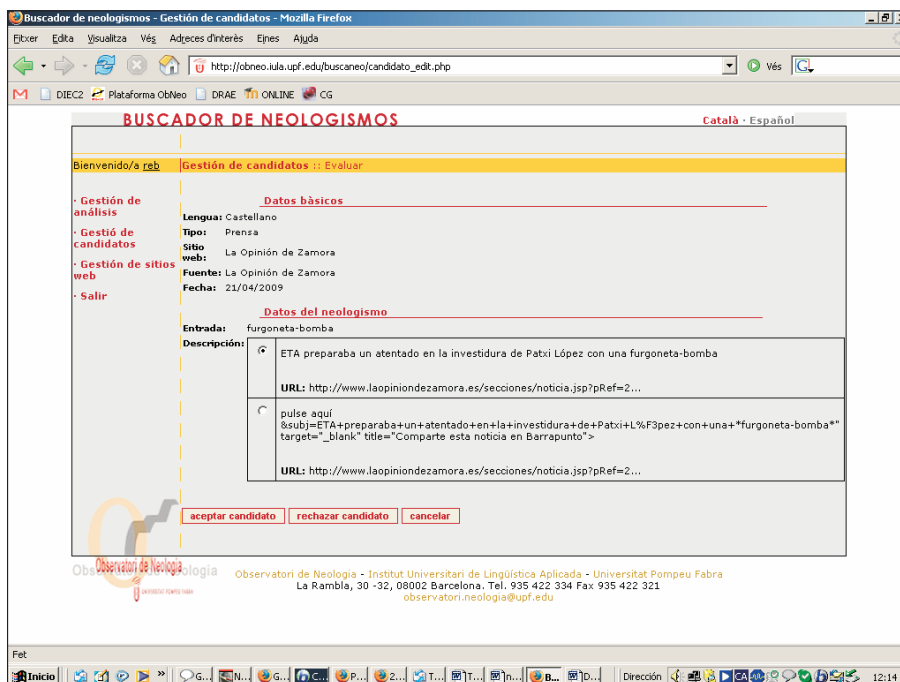 Buscador de neologismos - Gestión de candidatos - Mozilla Firefox
Fitxer Edita Visualitza Vés Adreces d'interès Eines Ajuda
http://obneo.iula.upf.edu/buscaneo/candidato_edit.php Vés
DIEC2 Plataforma ObNeo DRAE ONLINE CG
BUSCADOR DE NEOLOGISMOS
Català · Español
Bienvenido/a reb
Gestión de candidatos :: Evaluar
· Gestión de
análisis
· Gestió de
candidatos
· Gestión de sitios
web
· Salir
Datos bàsicos
Lengua: Castellano
Tipo: Prensa
Sitio
web: La Opinión de Zamora
Fuente: La Opinión de Zamora
Fecha: 21/04/2009
Datos del neologismo
Entrada: furgoneta-bomba
Descripción:
ETA preparaba un atentado en la investidura de Patxi López con una furgoneta-bomba
URL: http://www.laopiniondezamora.es/secciones/noticia.jsp?pRef=2...
pulse aquí
&subj=ETA+preparaba+un+atentado+en+la+investidura+de+Patxi+L%F3pez+con+una+*furgoneta-bomba*"
target="_blank" title="Comparte esta noticia en Barrapunto">
URL: http://www.laopiniondezamora.es/secciones/noticia.jsp?pRef=2...
aceptar candidato rechazar candidato cancelar
Observatori de Neologia
UNIVERSITAT POMPEU FABRA
Observatori de Neologia - Institut Universitari de Lingüística Aplicada - Universitat Pompeu Fabra
La Rambla, 30 -32, 08002 Barcelona. Tel. 935 422 334 Fax 935 422 321
observatori.neologia@upf.edu
Fet
Inicio G... N... G... C... P... 2... T... T... n... B... D... Dirección CA 12:14